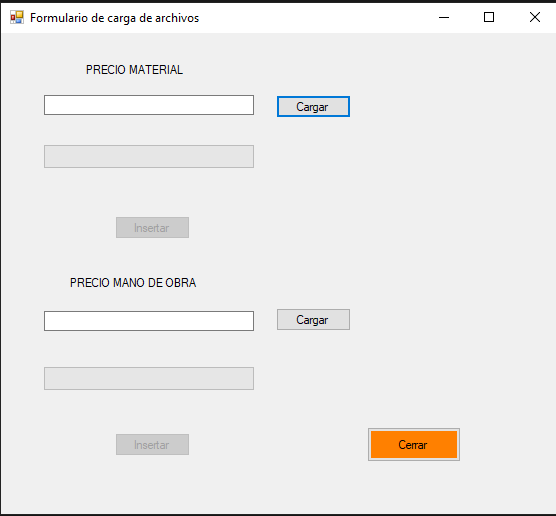 Formulario de carga de archivos
PRECIO MATERIAL
Cargar
Insertar
PRECIO MANO DE OBRA
Cargar
Insertar
Cerrar